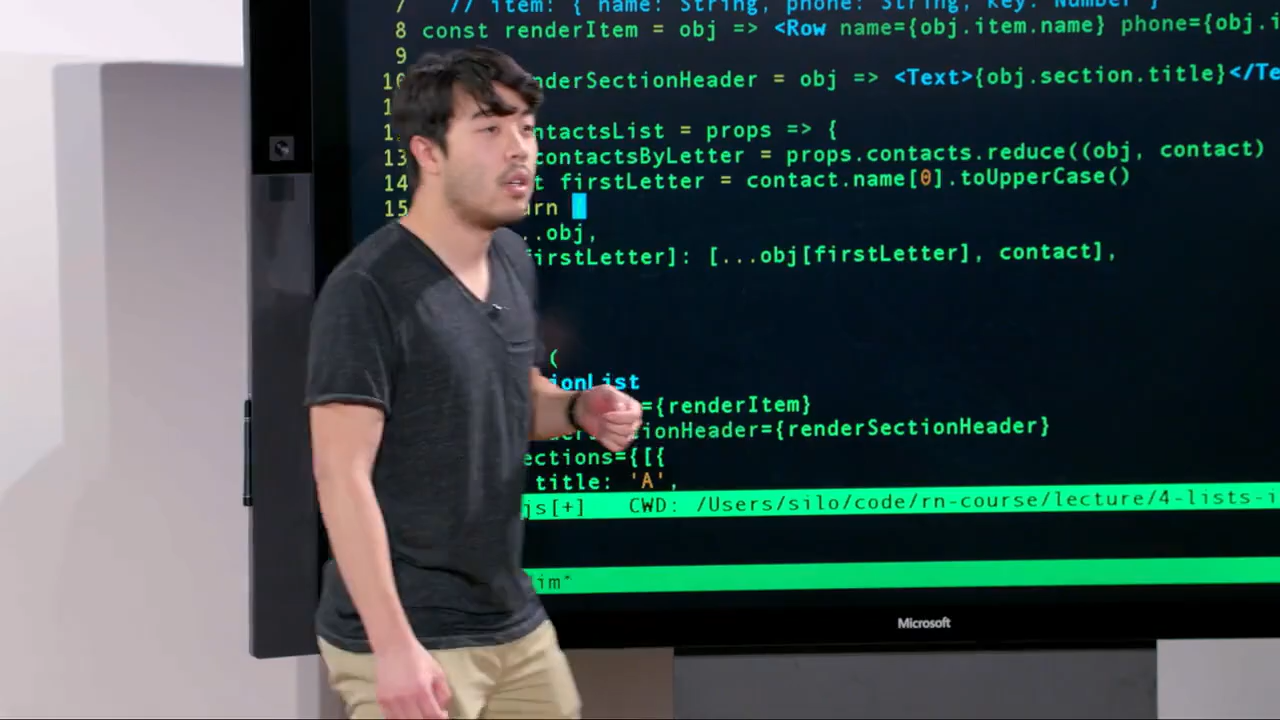 7 // item: { name: String, phone: String, key: Number }
8 const renderItem = obj => <Row name={obj.item.name} phone={obj.i
9
10 nderSectionHeader = obj => <Text>{obj.section.title}</Te
1
1 ntactsList = props => {
13 contactsByLetter = props.contacts.reduce((obj, contact)
14 t firstLetter = contact.name[0].toUpperCase()
15 urn
..obj,
firstLetter]: [...obj[firstLetter], contact],
(
ionList
={renderItem}
derSectionHeader={renderSectionHeader}
ections={[{
title: 'A',
js[+] CWD: /Users/silo/code/rn-course/lecture/4-lists-i
im*
Microsoft